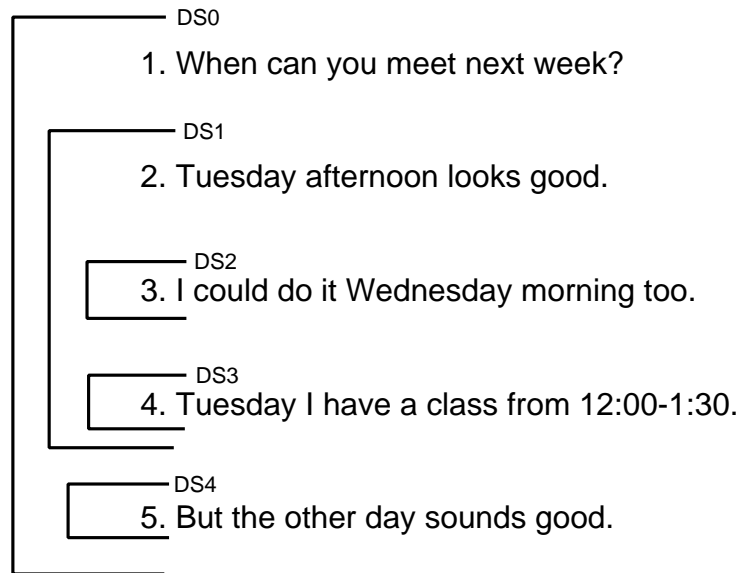 DS0
1. When can you meet next week?
DS1
2. Tuesday afternoon looks good.
DS2
3. I could do it Wednesday morning too.
DS3
4. Tuesday I have a class from 12:00-1:30.
DS4
5. But the other day sounds good.